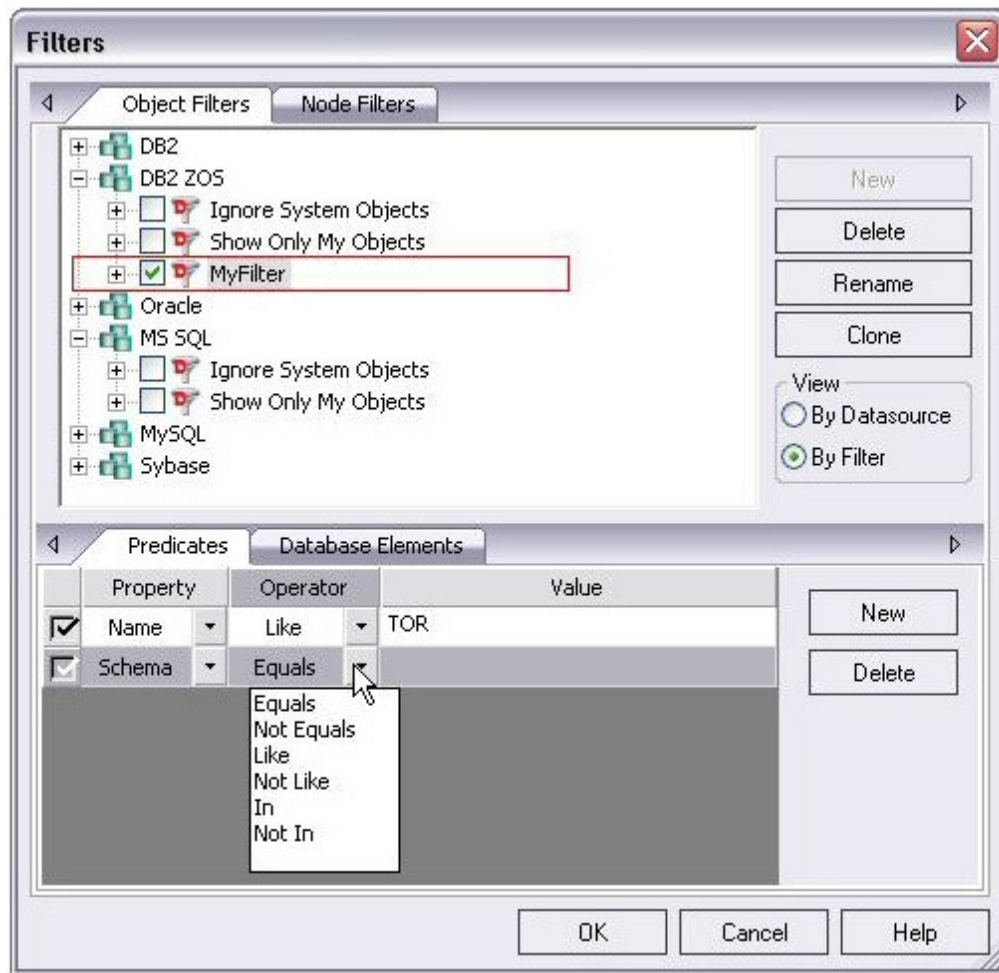 Filters
Object Filters Node Filters
DB2
DB2 ZOS
Ignore System Objects
Show Only My Objects
MyFilter
Oracle
MS SQL
Ignore System Objects
Show Only My Objects
MySQL
Sybase
New
Delete
Rename
Clone
View
By Datasource
By Filter
Predicates Database Elements
Property Operator Value
Name Like TOR
Schema Equals
Equals
Not Equals
Like
Not Like
In
Not In
New
Delete
OK Cancel Help